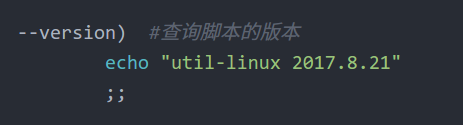 --version)  #查询脚本的版本
echo "util-linux 2017.8.21"
;;